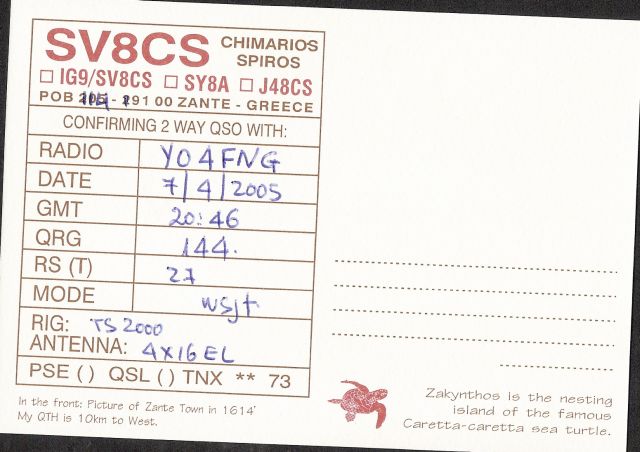 SV8CS CHIMARIOS SPIROS
□ IG9/SV8CS □ SY8A □ J48CS
POB - 291 00 ZANTE - GREECE
CONFIRMING 2 WAY QSO WITH:
RADIO YO4FNG
DATE 7/4/2005
GMT 20:46
QRG 144.
RS (T) 27
MODE wsjt
RIG: TS 2000
ANTENNA: 4X16 EL
PSE ( ) QSL ( ) TNX ** 73
In the front: Picture of Zante Town in 1614'
My QTH is 10km to West.
Zakynthos is the nesting
island of the famous
Caretta-caretta sea turtle.